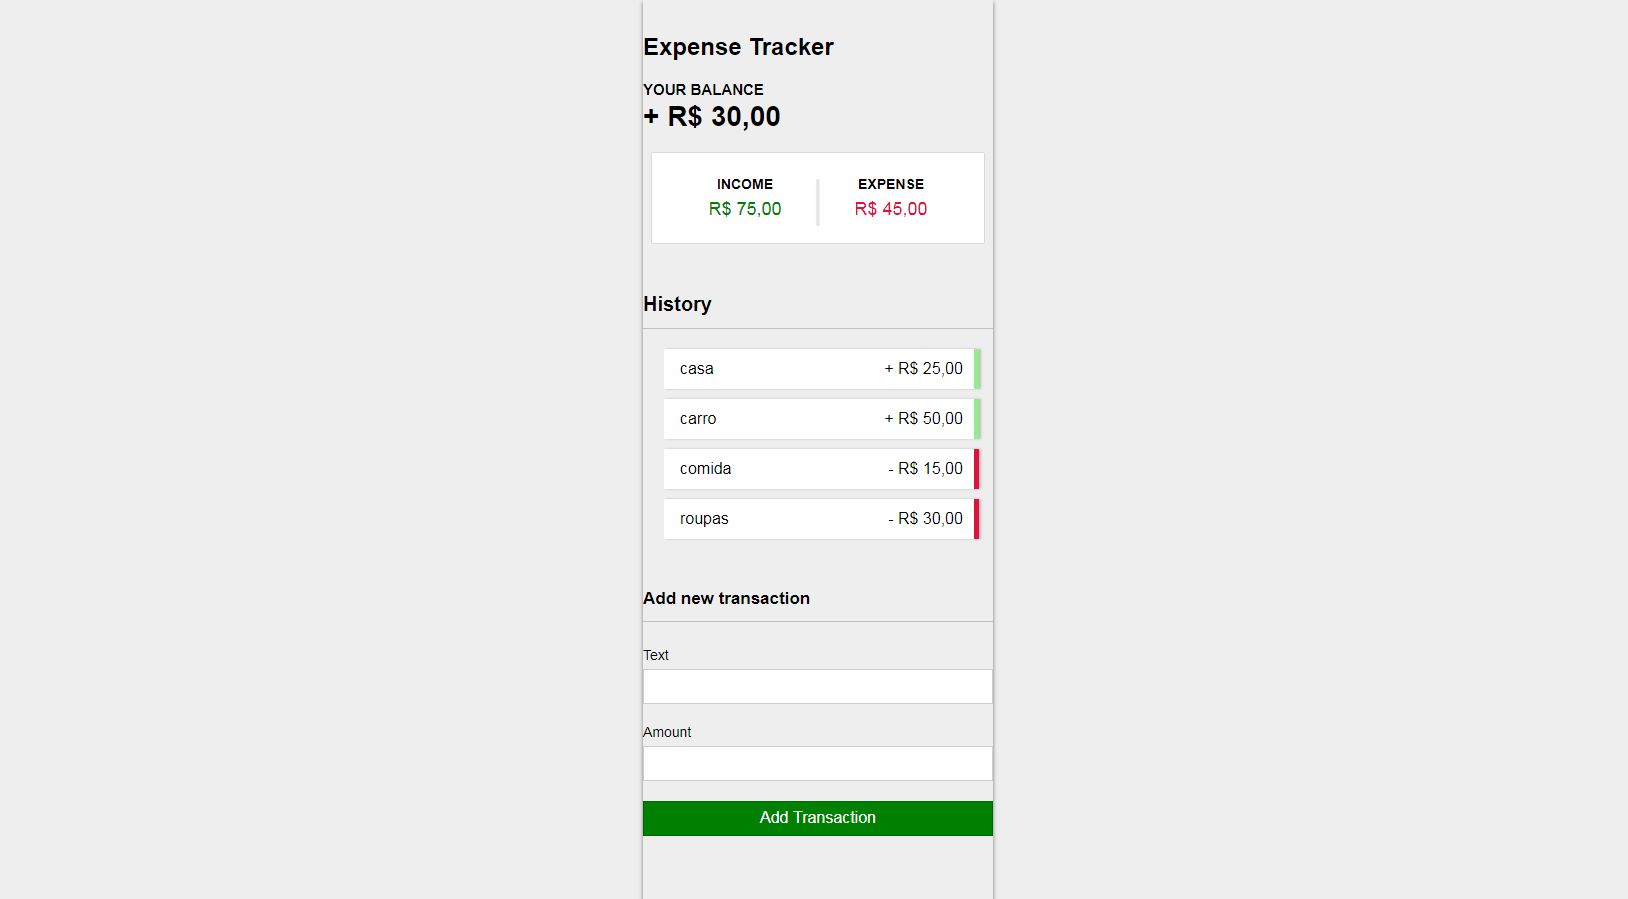 Expense Tracker
YOUR BALANCE
+ R$ 30,00
INCOME EXPENSE
R$ 75,00 R$ 45,00
History
casa + R$ 25,00
carro + R$ 50,00
comida - R$ 15,00
roupas - R$ 30,00
Add new transaction
Text
Amount
Add Transaction